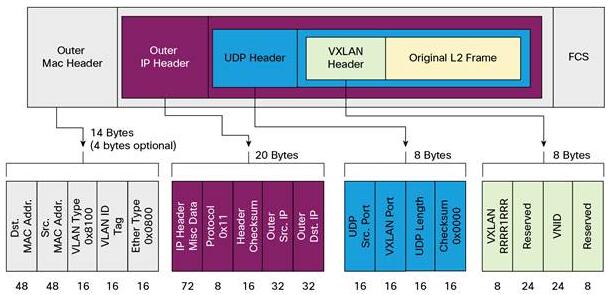 Outer
Mac Header
Outer
IP Header
UDP Header
VXLAN
Header
Original L2 Frame
FCS
14 Bytes
(4 bytes optional)
20 Bytes
8 Bytes
8 Bytes
Dst.
MAC Addr.
Src.
MAC Addr.
VLAN Type
0x8100
VLAN ID
Tag
Ether Type
0x0800
IP Header
Misc Data
Protocol
0x11
Header
Checksum
Outer
Src. IP
Outer
Dst. IP
UDP
Src. Port
VXLAN Port
UDP Length
Checksum
0x0000
VXLAN
RRRR1RRR
Reserved
VNID
Reserved
48 48 16 16 16 72 8 16 32 32 16 16 16 16 8 24 24 8